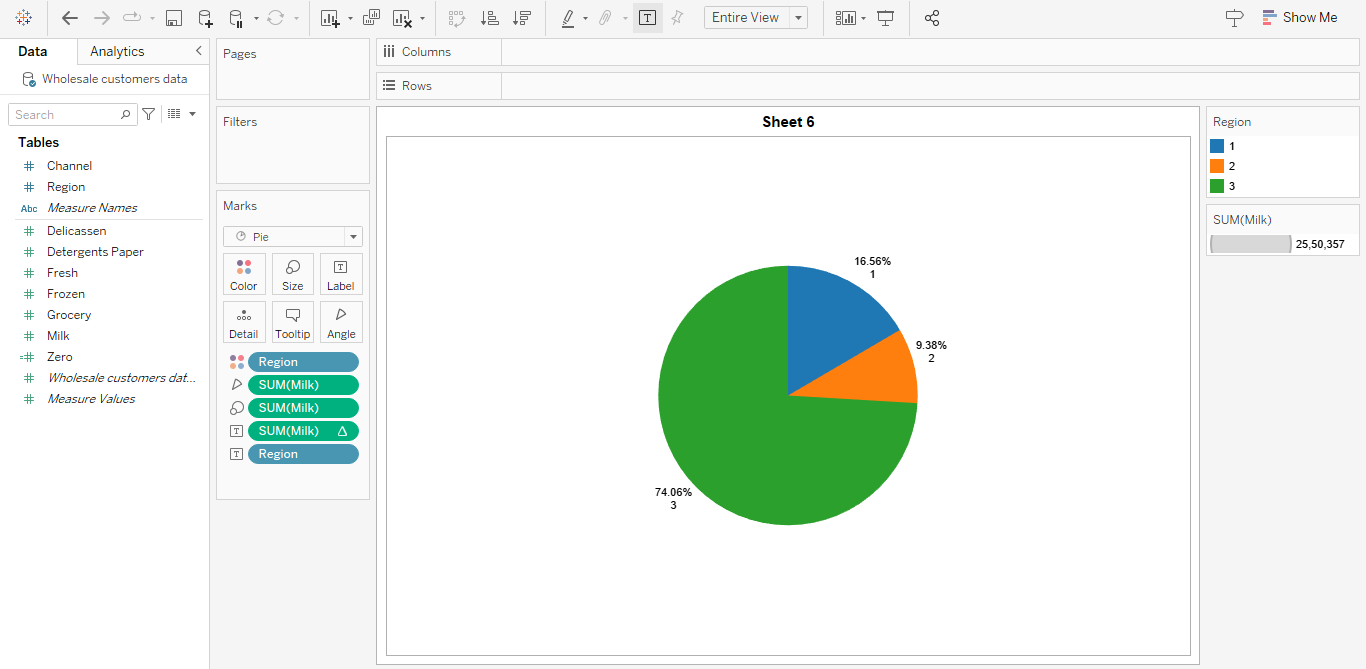 Entire View
Show Me
Data
Analytics
Wholesale customers data
Search
Tables
Channel
Region
Abc Measure Names
Delicassen
Detergents Paper
Fresh
Frozen
Grocery
Milk
Zero
Wholesale customers dat...
Measure Values
Pages
Filters
Marks
Pie
Color Size Label
Detail Tooltip Angle
Region
SUM(Milk)
SUM(Milk)
SUM(Milk)
Region
Columns
Rows
Sheet 6
16.56%
1
9.38%
2
74.06%
3
Region
1
2
3
SUM(Milk)
25,50,357